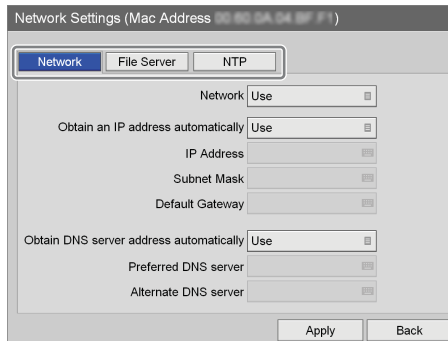 Network Settings (Mac Address )
Network File Server NTP
Network Use
Obtain an IP address automatically Use
IP Address
Subnet Mask
Default Gateway
Obtain DNS server address automatically Use
Preferred DNS server
Alternate DNS server
Apply Back